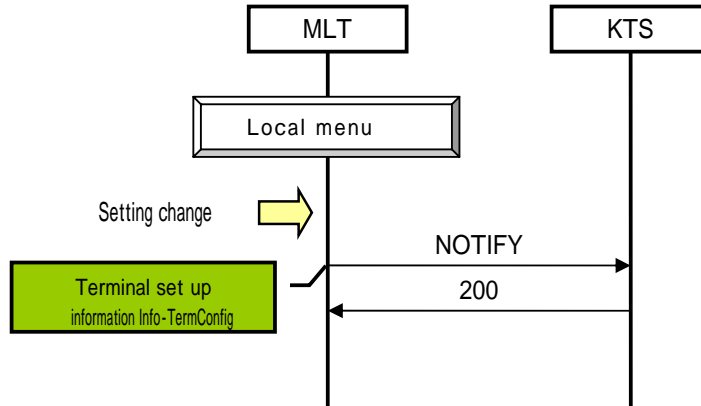 MLT
KTS
Local menu
Setting change
NOTIFY
Terminal set up
information Info-TermConfig
200